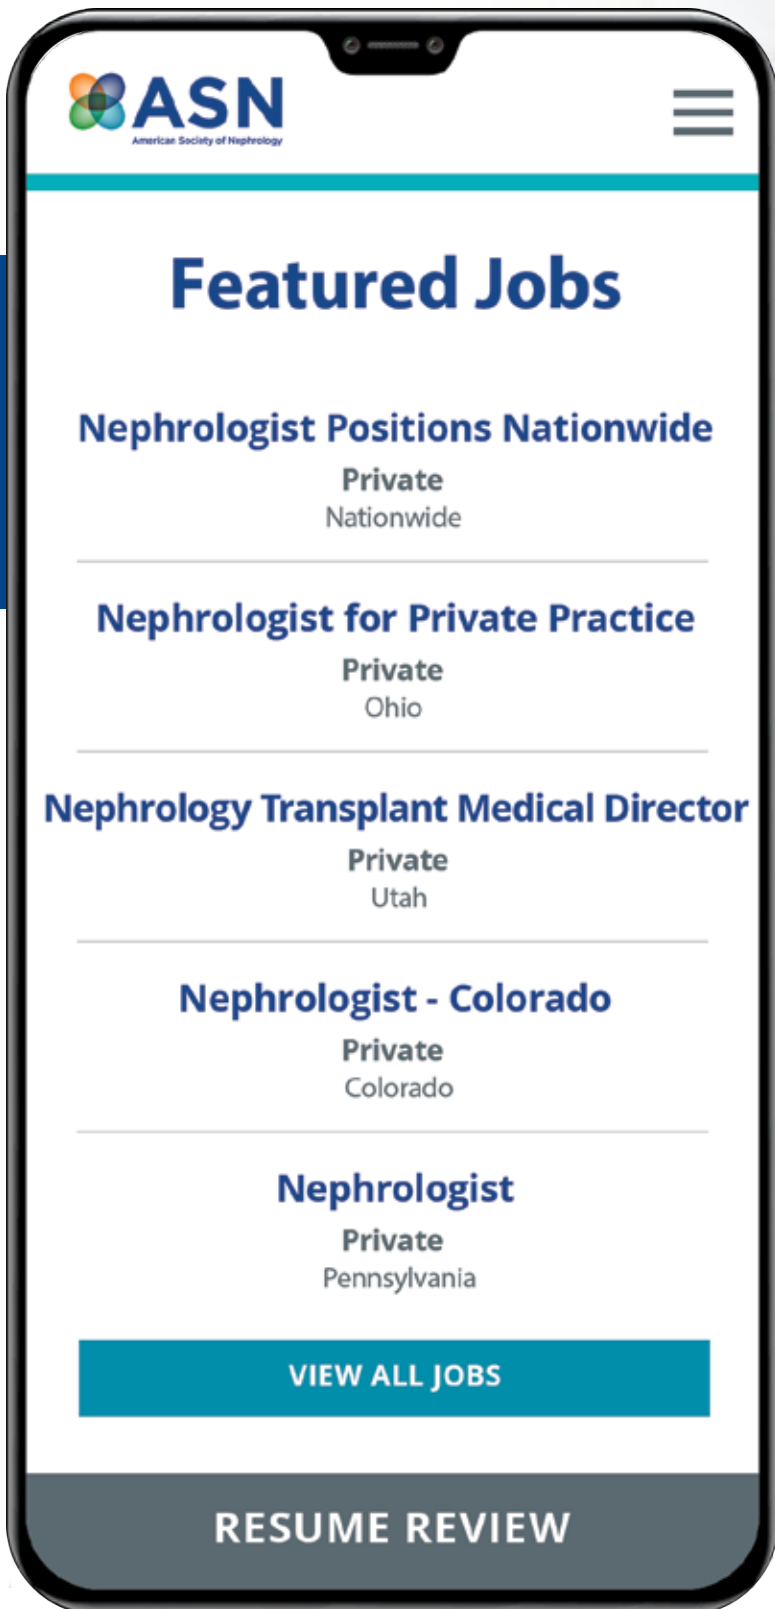 ASN
American Society of Nephrology
Featured Jobs
Nephrologist Positions Nationwide
Private
Nationwide
Nephrologist for Private Practice
Private
Ohio
Nephrology Transplant Medical Director
Private
Utah
Nephrologist - Colorado
Private
Colorado
Nephrologist
Private
Pennsylvania
VIEW ALL JOBS
RESUME REVIEW